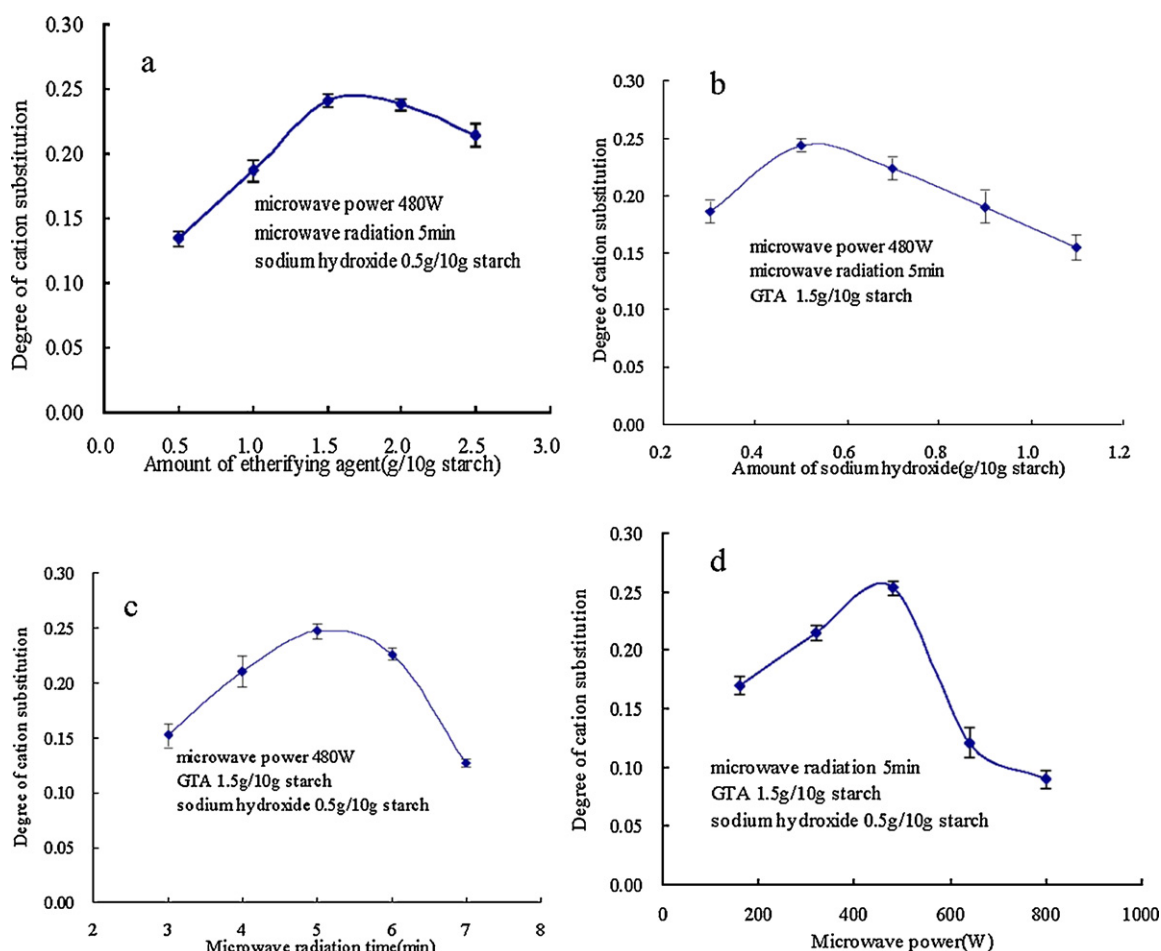 a
Degree of cation substitution
0.30
0.25
0.20
0.15
0.10
0.05
0.00
microwave power 480W
microwave radiation 5min
sodium hydroxide 0.5g/10g starch
0.0 0.5 1.0 1.5 2.0 2.5 3.0
Amount of etherifying agent(g/10g starch)
b
Degree of cation substitution
0.30
0.25
0.20
0.15
0.10
0.05
0.00
microwave power 480W
microwave radiation 5min
GTA 1.5g/10g starch
0.2 0.4 0.6 0.8 1.0 1.2
Amount of sodium hydroxide(g/10g starch)
c
Degree of cation substitution
0.30
0.25
0.20
0.15
0.10
0.05
0.00
microwave power 480W
GTA 1.5g/10g starch
sodium hydroxide 0.5g/10g starch
2 3 4 5 6 7 8
Microwave radiation time(min)
d
Degree of cation substitution
0.30
0.25
0.20
0.15
0.10
0.05
0.00
microwave radiation 5min
GTA 1.5g/10g starch
sodium hydroxide 0.5g/10g starch
0 200 400 600 800 1000
Microwave power(W)